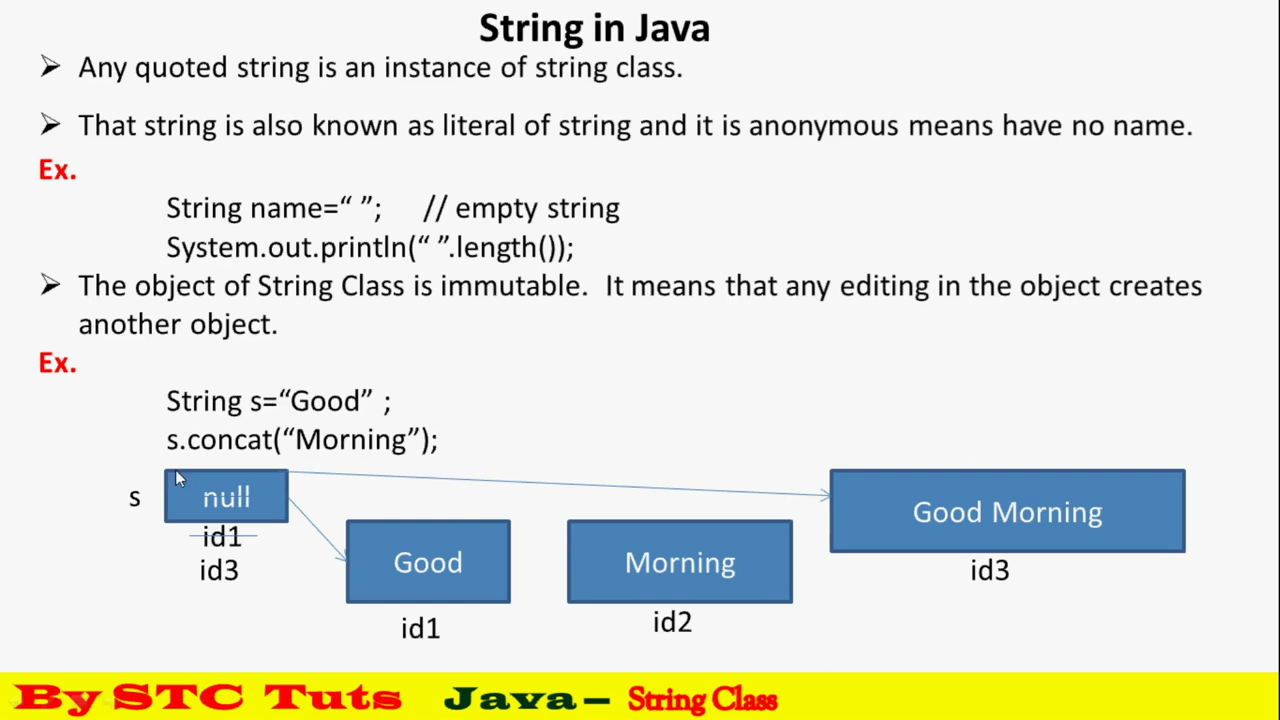 String in Java
➢ Any quoted string is an instance of string class.
➢ That string is also known as literal of string and it is anonymous means have no name.
Ex.
String name=“ ”; // empty string
System.out.println(“ ”.length());
➢ The object of String Class is immutable. It means that any editing in the object creates
another object.
Ex.
String s=“Good” ;
s.concat(“Morning”);
s null
id1
id3
Good
id1
Morning
id2
Good Morning
id3
By STC Tuts Java – String Class